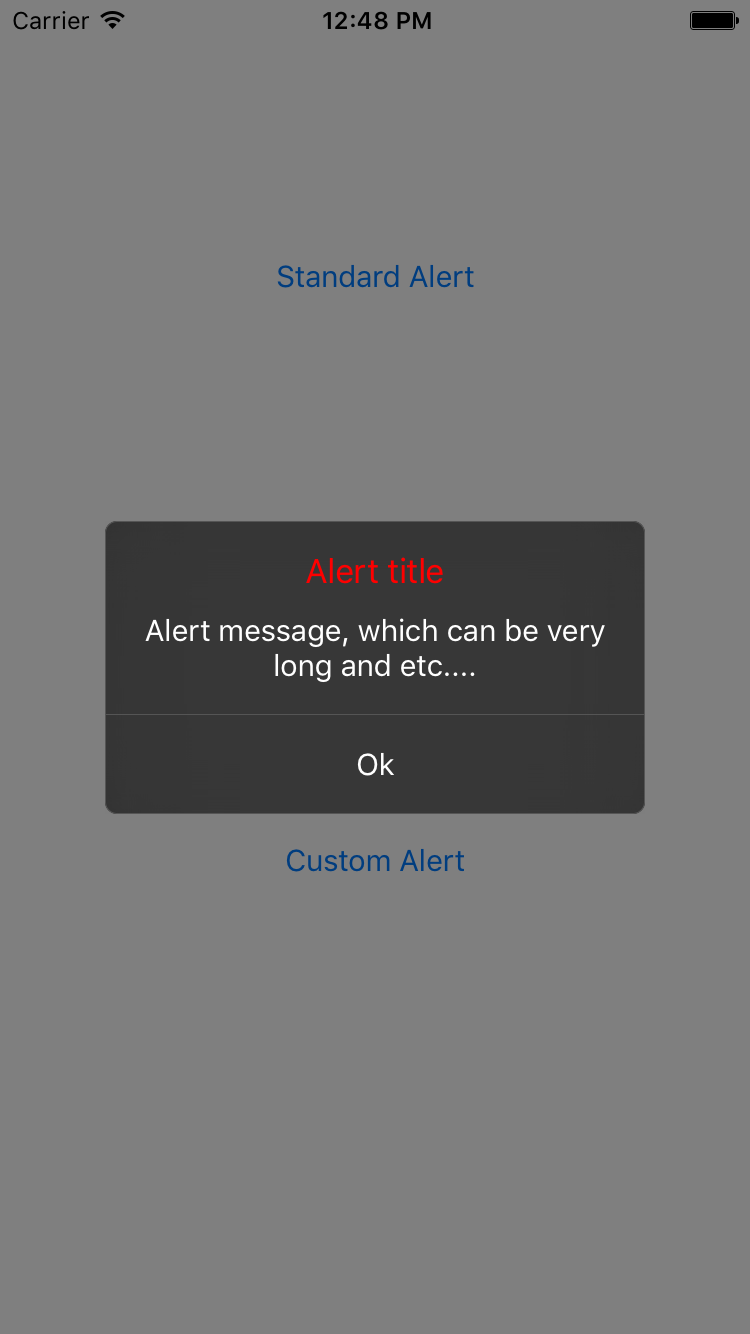 Carrier 12:48 PM
Standard Alert
Alert title
Alert message, which can be very
long and etc....
Ok
Custom Alert